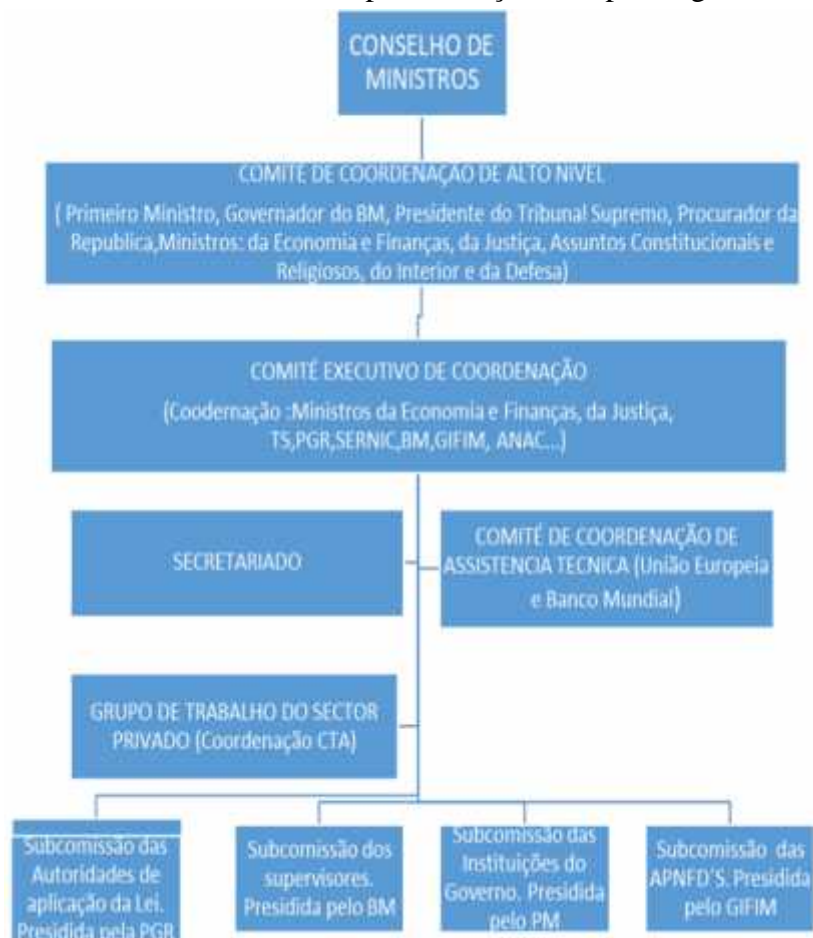 CONSELHO DE
MINISTROS
COMITÉ DE COORDENAÇÃO DE ALTO NIVEL
( Primeiro Ministro, Governador do BM, Presidente do Tribunal Supremo, Procurador da
Republica,Ministros: da Economia e Finanças, da Justiça, Assuntos Constitucionais e
Religiosos, do Interior e da Defesa)
COMITÉ EXECUTIVO DE COORDENAÇÃO
(Coodernação :Ministros da Economia e Finanças, da Justiça,
TS,PGR,SERNIC,BM,GIFIM, ANAC...)
SECRETARIADO
COMITÉ DE COORDENAÇÃO DE
ASSISTENCIA TECNICA (União Europeia
e Banco Mundial)
GRUPO DE TRABALHO DO SECTOR
PRIVADO (Coordenação CTA)
Subcomissão das
Autoridades de
aplicação da Lei.
Presidida pela PGR
Subcomissão dos
supervisores.
Presidida pelo BM
Subcomissão das
Instituições do
Governo. Presidida
pelo PM
Subcomissão das
APNFD´S. Presidida
pelo GIFIM